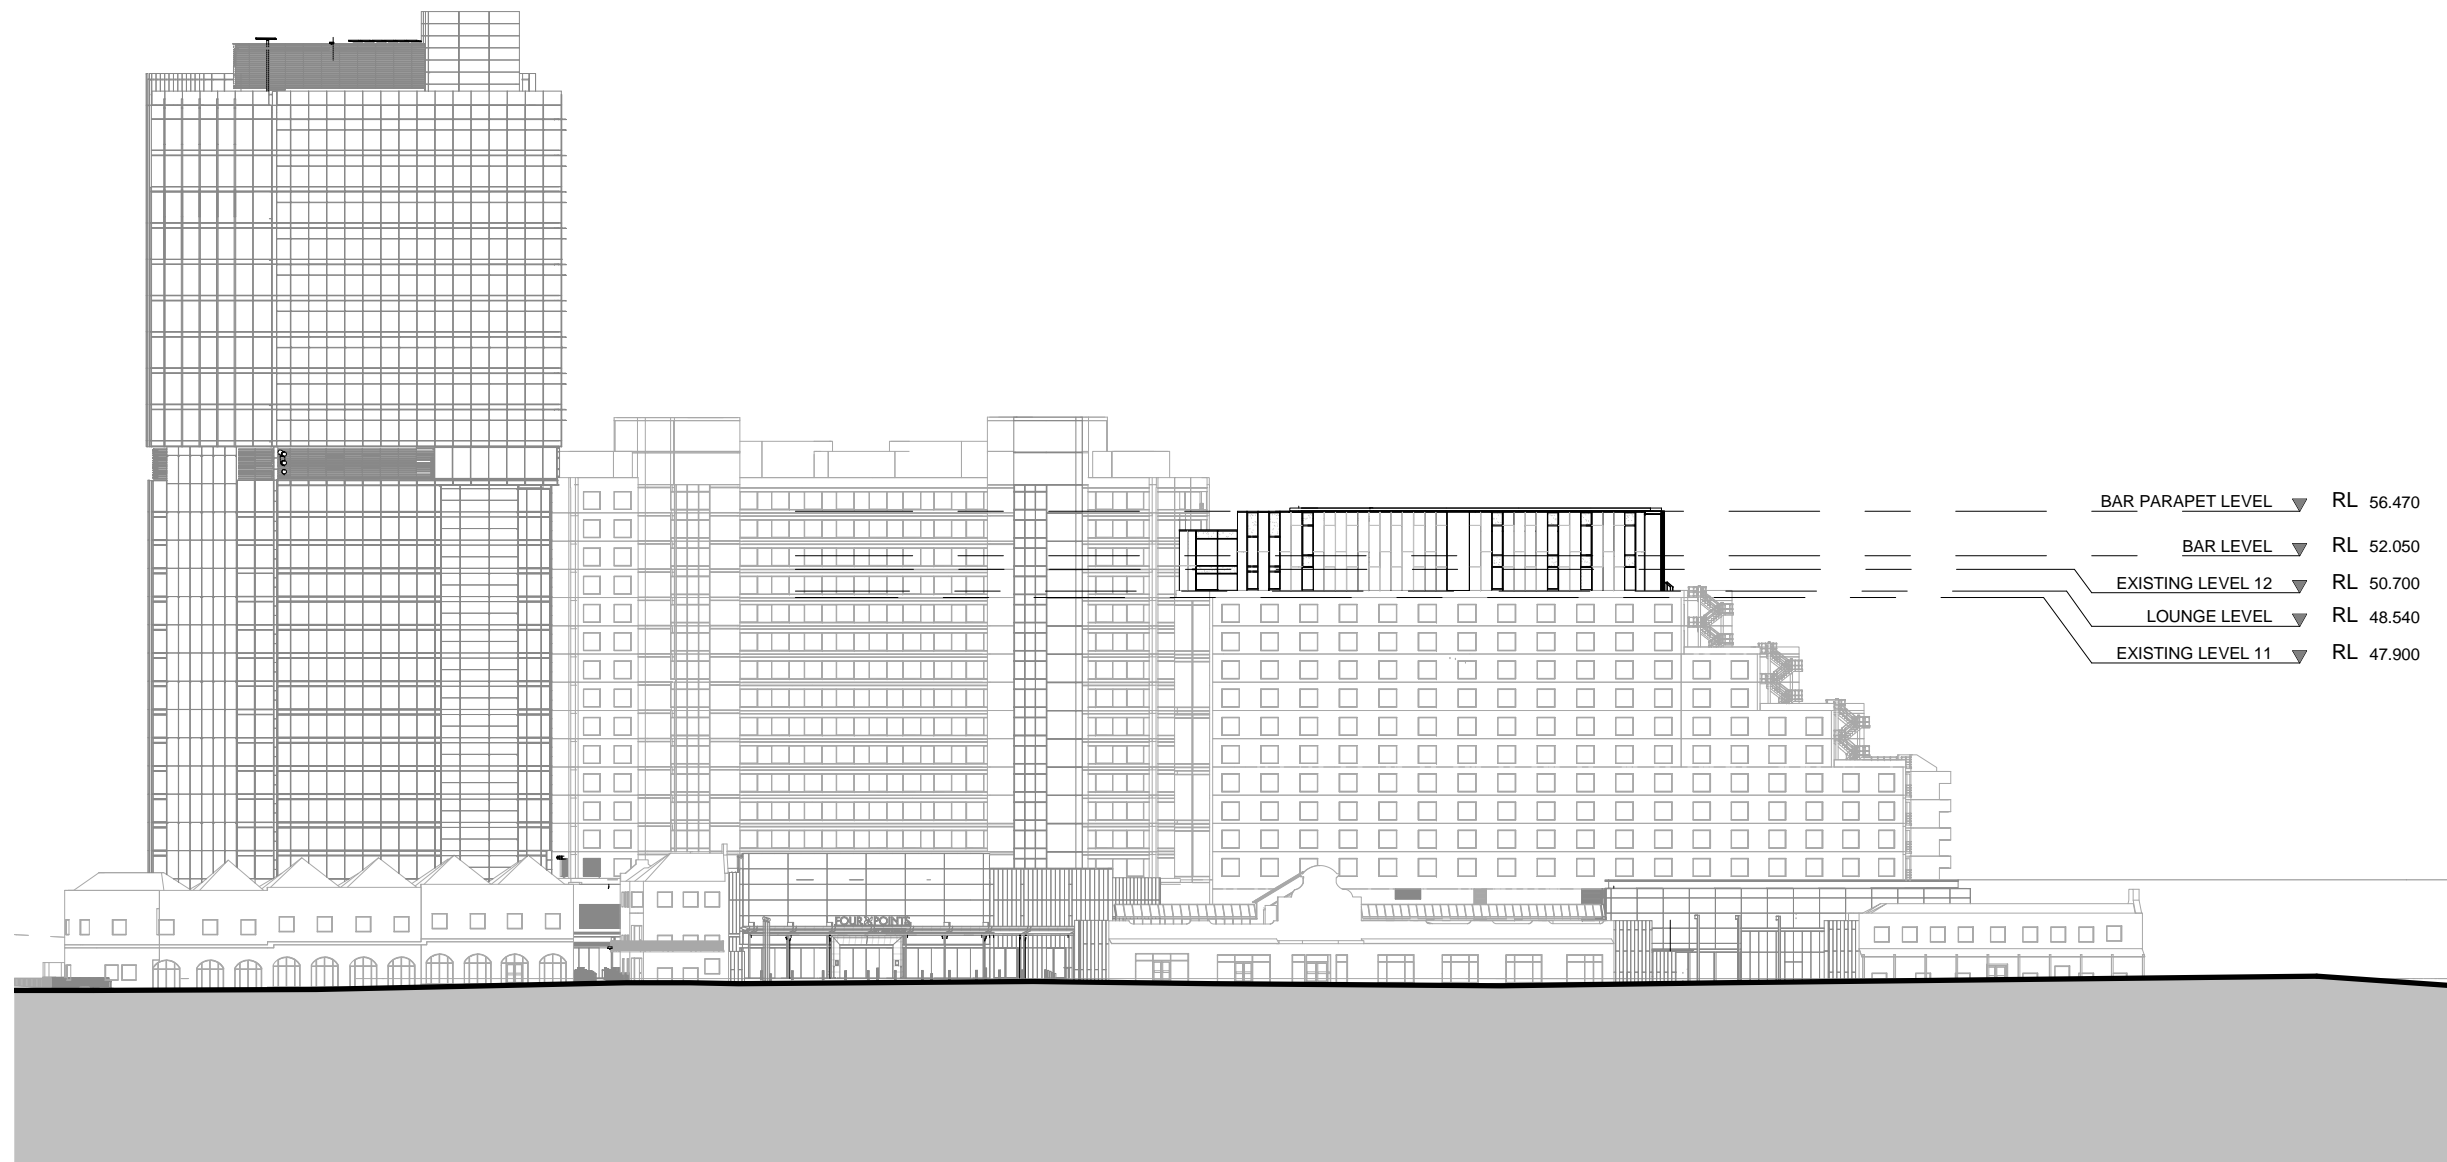 BAR PARAPET LEVEL RL 56.470
BAR LEVEL RL 52.050
EXISTING LEVEL 12 RL 50.700
LOUNGE LEVEL RL 48.540
EXISTING LEVEL 11 RL 47.900
FOUR POINTS